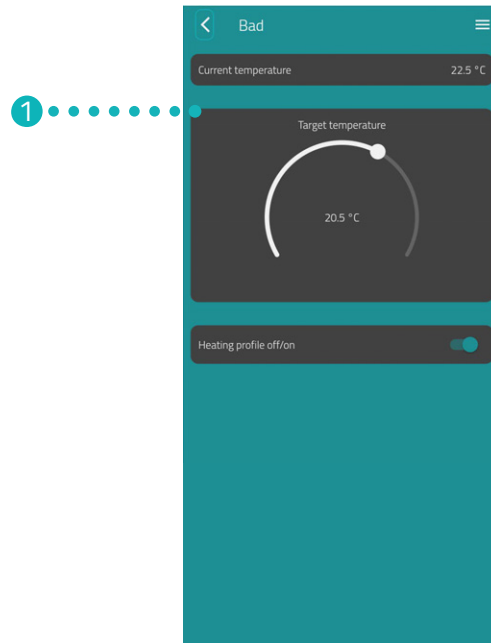 Bad
Current temperature 22.5 °C
1
Target temperature
20.5 °C
Heating profile off/on